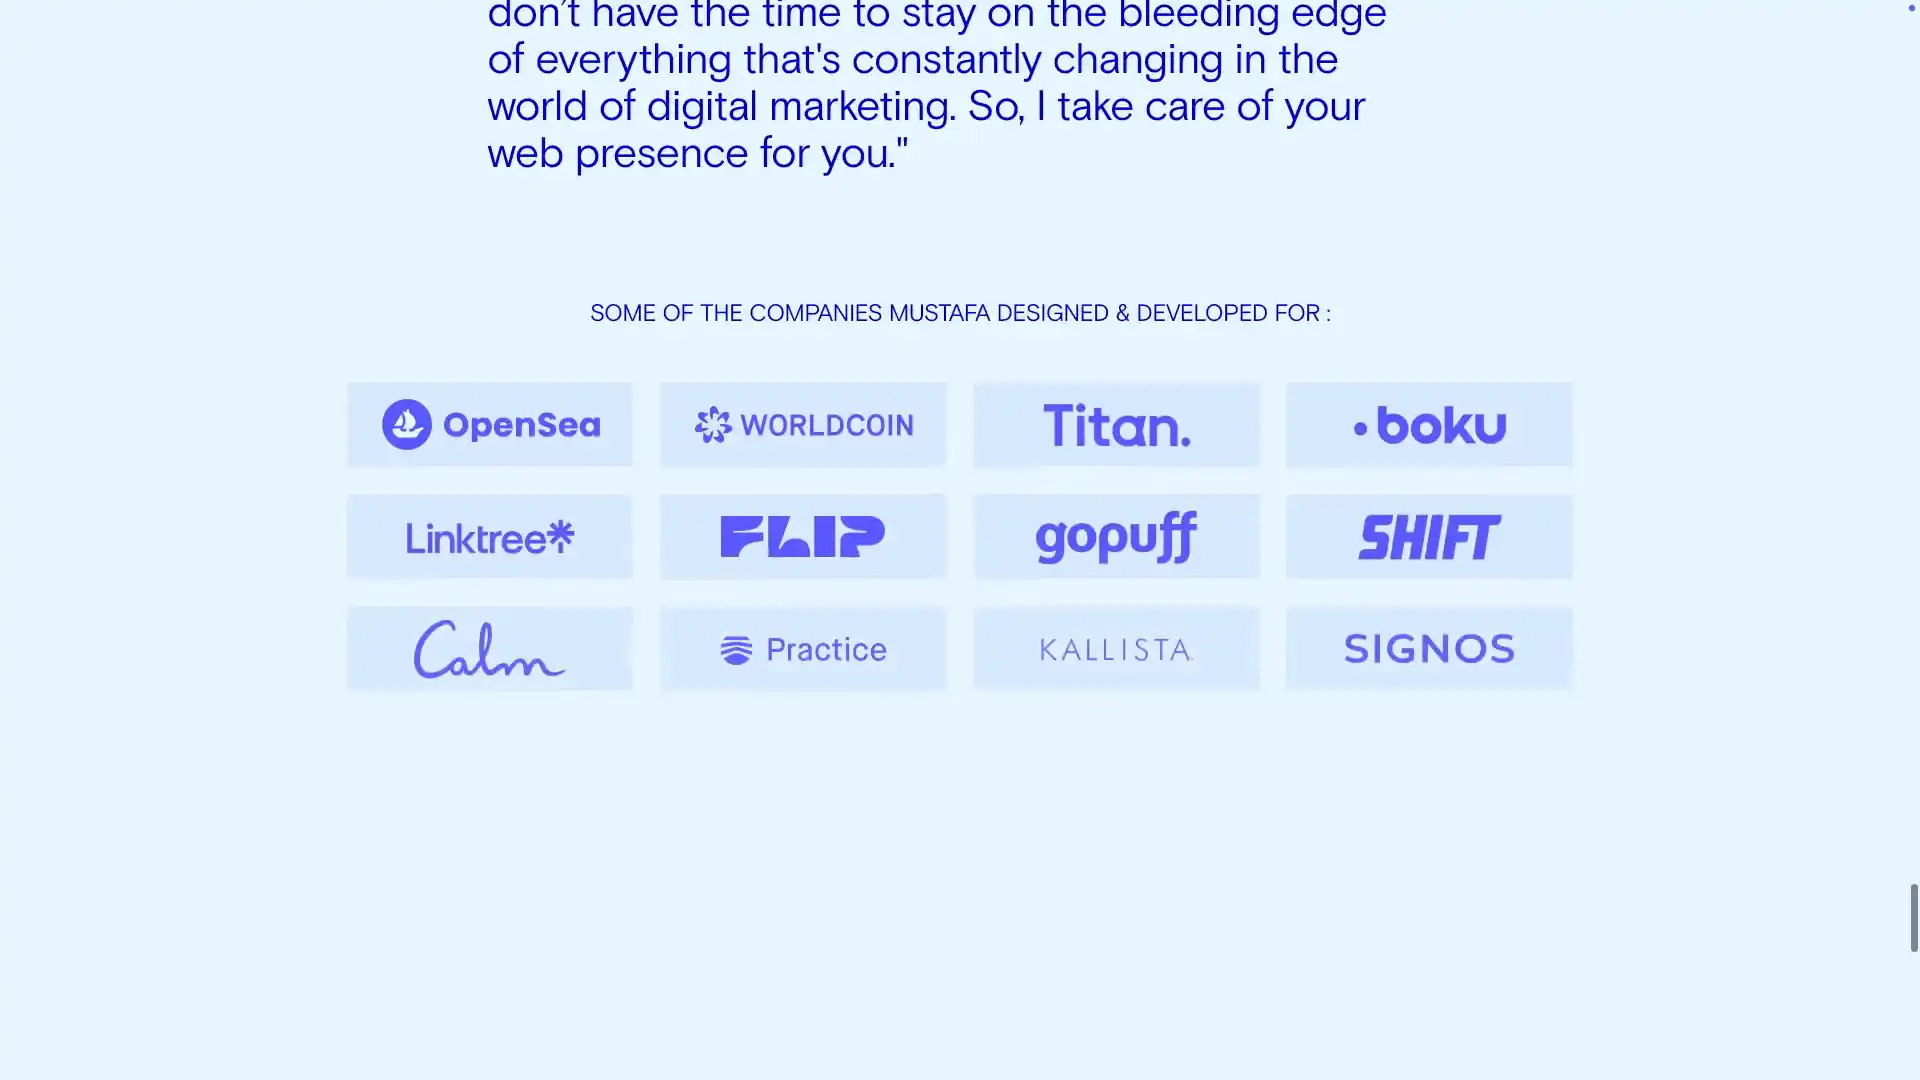 don’t have the time to stay on the bleeding edge
of everything that's constantly changing in the
world of digital marketing. So, I take care of your
web presence for you."
SOME OF THE COMPANIES MUSTAFA DESIGNED & DEVELOPED FOR :
OpenSea WORLDCOIN Titan. boku
Linktree FLIP gopuff SHIFT
Calm Practice KALLISTA SIGNOS